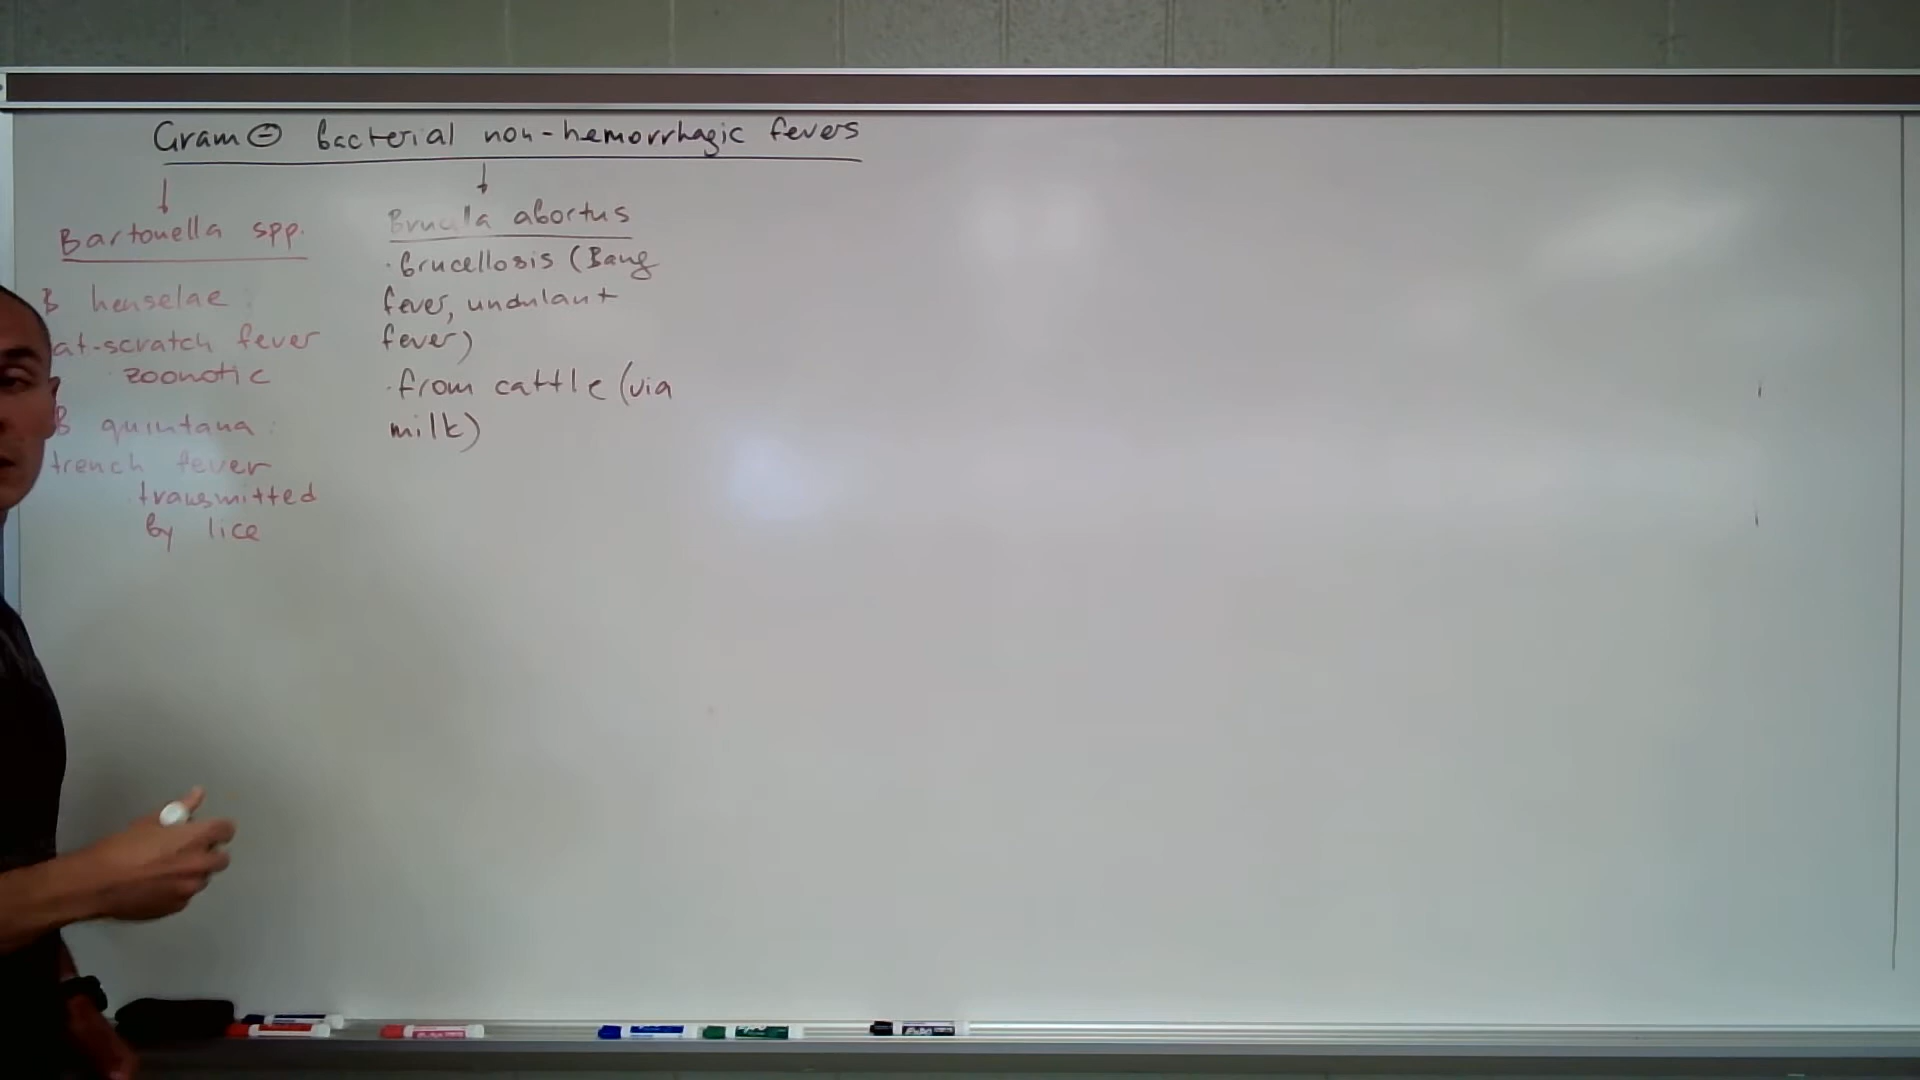 Gram ⊖ bacterial non-hemorrhagic fevers
Bartonella spp.
B henselae:
at-scratch fever
zoonotic
B quintana:
trench fever
transmitted
by lice
abortus
· brucellosis (Bang
fever, undulant
fever)
· from cattle (via
milk)